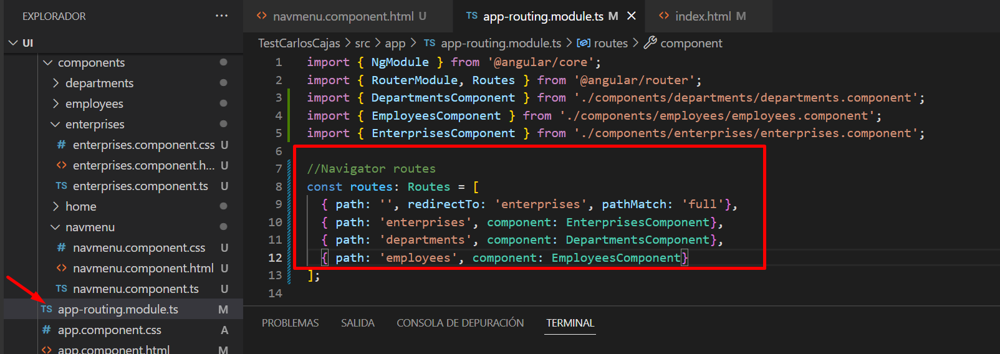 EXPLORADOR
UI
components
departments
employees
enterprises
# enterprises.component.css U
<> enterprises.component.h... U
TS enterprises.component.ts U
home
navmenu
# navmenu.component.css U
<> navmenu.component.html U
TS navmenu.component.ts U
TS app-routing.module.ts M
# app.component.css A
<> app.component.html M
<> navmenu.component.html U
TS app-routing.module.ts M
<> index.html M
TestCarlosCajas > src > app > TS app-routing.module.ts > routes > component
1 import { NgModule } from '@angular/core';
2 import { RouterModule, Routes } from '@angular/router';
3 import { DepartmentsComponent } from './components/departments/departments.component';
4 import { EmployeesComponent } from './components/employees/employees.component';
5 import { EnterprisesComponent } from './components/enterprises/enterprises.component';
6
7 //Navigator routes
8 const routes: Routes = [
9 { path: '', redirectTo: 'enterprises', pathMatch: 'full'},
10 { path: 'enterprises', component: EnterprisesComponent},
11 { path: 'departments', component: DepartmentsComponent},
12 { path: 'employees', component: EmployeesComponent}
13 ];
14
PROBLEMAS SALIDA CONSOLA DE DEPURACIÓN TERMINAL